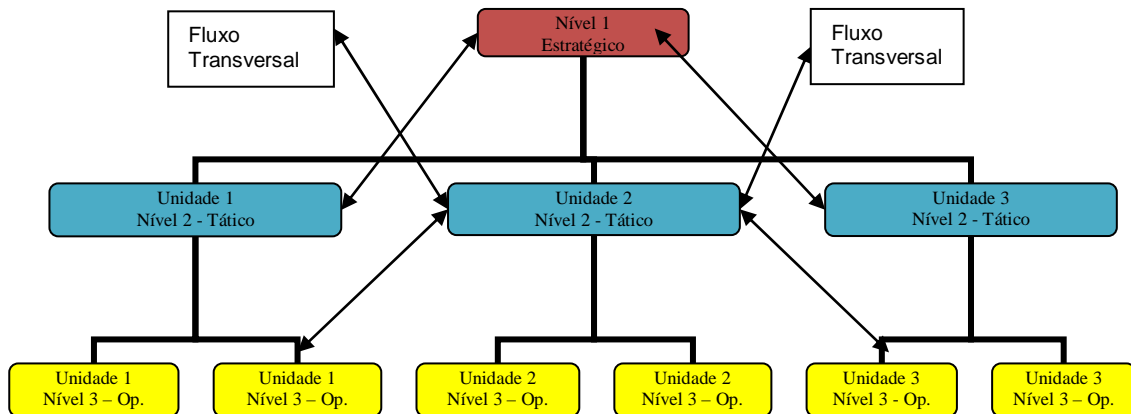 Fluxo
Transversal
Nível 1
Estratégico
Fluxo
Transversal
Unidade 1
Nível 2 - Tático
Unidade 2
Nível 2 - Tático
Unidade 3
Nível 2 - Tático
Unidade 1
Nível 3 – Op.
Unidade 1
Nível 3 – Op.
Unidade 2
Nível 3 – Op.
Unidade 2
Nível 3 – Op.
Unidade 3
Nível 3 - Op.
Unidade 3
Nível 3 – Op.